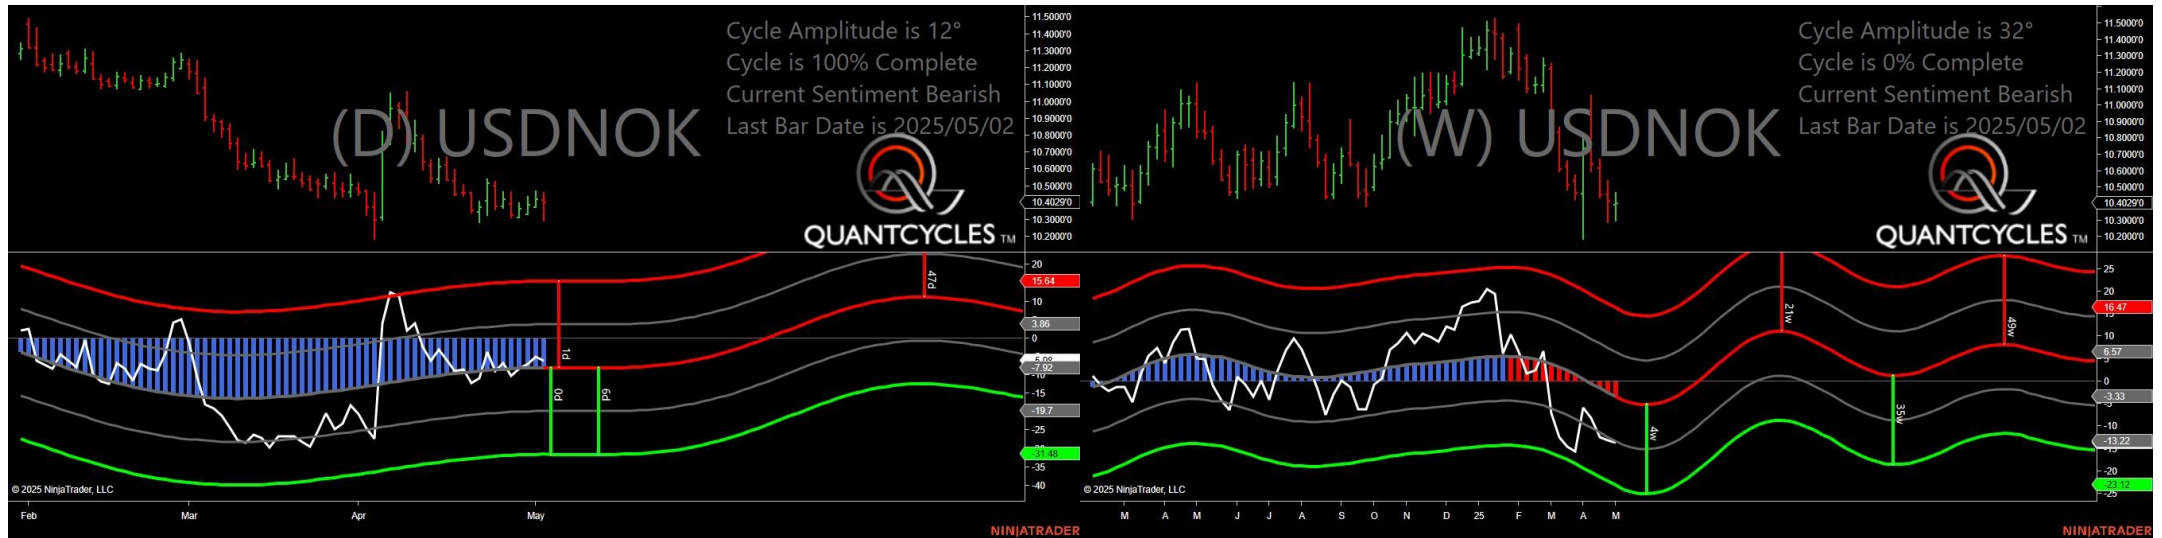 Cycle Amplitude is 12°
Cycle is 100% Complete
Current Sentiment Bearish
Last Bar Date is 2025/05/02
(D) USDNOK
QUANTCYCLES TM
11.5000'0
11.4000'0
11.3000'0
11.2000'0
11.1000'0
11.0000'0
10.9000'0
10.8000'0
10.7000'0
10.6000'0
10.5000'0
10.4029'0
10.3000'0
10.2000'0
20
15.64
10
3.86
0
-7.92
-15
-19.7
-25
-31.48
-35
-40
1d
0d
6d
47d
© 2025 NinjaTrader, LLC
Feb Mar Apr May
NINJATRADER
Cycle Amplitude is 32°
Cycle is 0% Complete
Current Sentiment Bearish
Last Bar Date is 2025/05/02
(W) USDNOK
QUANTCYCLES TM
11.5000'0
11.4000'0
11.3000'0
11.2000'0
11.1000'0
11.0000'0
10.9000'0
10.8000'0
10.7000'0
10.6000'0
10.5000'0
10.4029'0
10.3000'0
10.2000'0
25
20
16.47
10
6.57
0
-3.33
-13.22
-20
-23.12
-25
4w
21w
35w
49w
© 2025 NinjaTrader, LLC
M A M J J A S O N D 25 F M A M
NINJATRADER